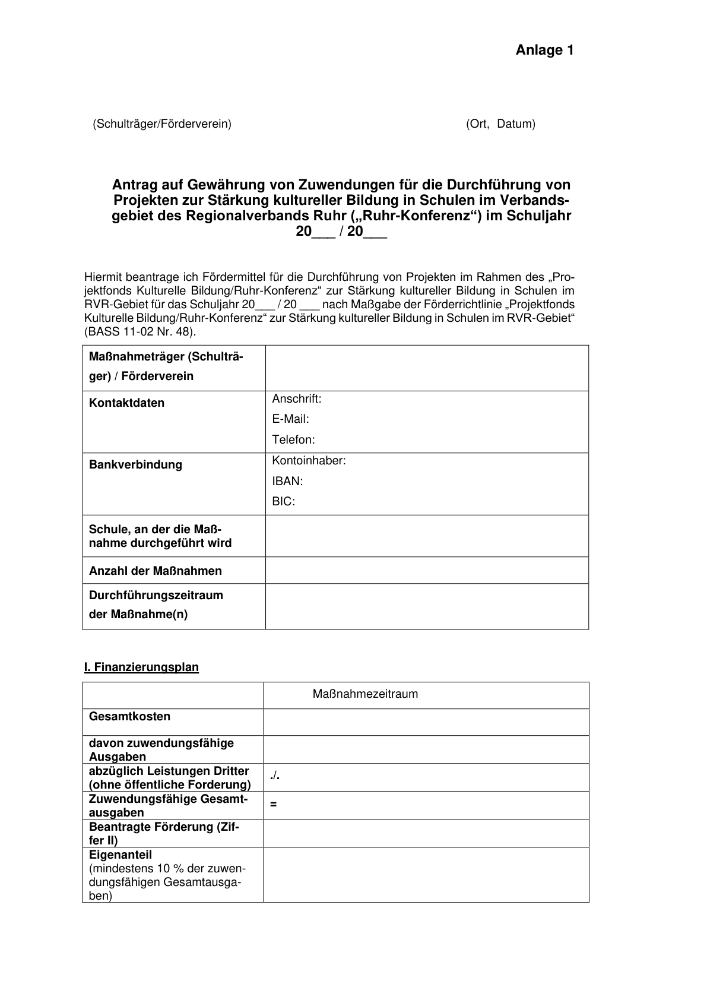 Anlage 1
(Schulträger/Förderverein) (Ort, Datum)
Antrag auf Gewährung von Zuwendungen für die Durchführung von
Projekten zur Stärkung kultureller Bildung in Schulen im Verbands-
gebiet des Regionalverbands Ruhr („Ruhr-Konferenz“) im Schuljahr
20___ / 20___
Hiermit beantrage ich Fördermittel für die Durchführung von Projekten im Rahmen des „Pro-
jektfonds Kulturelle Bildung/Ruhr-Konferenz“ zur Stärkung kultureller Bildung in Schulen im
RVR-Gebiet für das Schuljahr 20___ / 20 ___ nach Maßgabe der Förderrichtlinie „Projektfonds
Kulturelle Bildung/Ruhr-Konferenz“ zur Stärkung kultureller Bildung in Schulen im RVR-Gebiet“
(BASS 11-02 Nr. 48).
Maßnahmeträger (Schulträ-
ger) / Förderverein
Kontaktdaten
Anschrift:
E-Mail:
Telefon:
Bankverbindung
Kontoinhaber:
IBAN:
BIC:
Schule, an der die Maß-
nahme durchgeführt wird
Anzahl der Maßnahmen
Durchführungszeitraum
der Maßnahme(n)
I. Finanzierungsplan
Maßnahmezeitraum
Gesamtkosten
davon zuwendungsfähige
Ausgaben
abzüglich Leistungen Dritter
(ohne öffentliche Forderung)
./.
Zuwendungsfähige Gesamt-
ausgaben
=
Beantragte Förderung (Zif-
fer II)
Eigenanteil
(mindestens 10 % der zuwen-
dungsfähigen Gesamtausga-
ben)